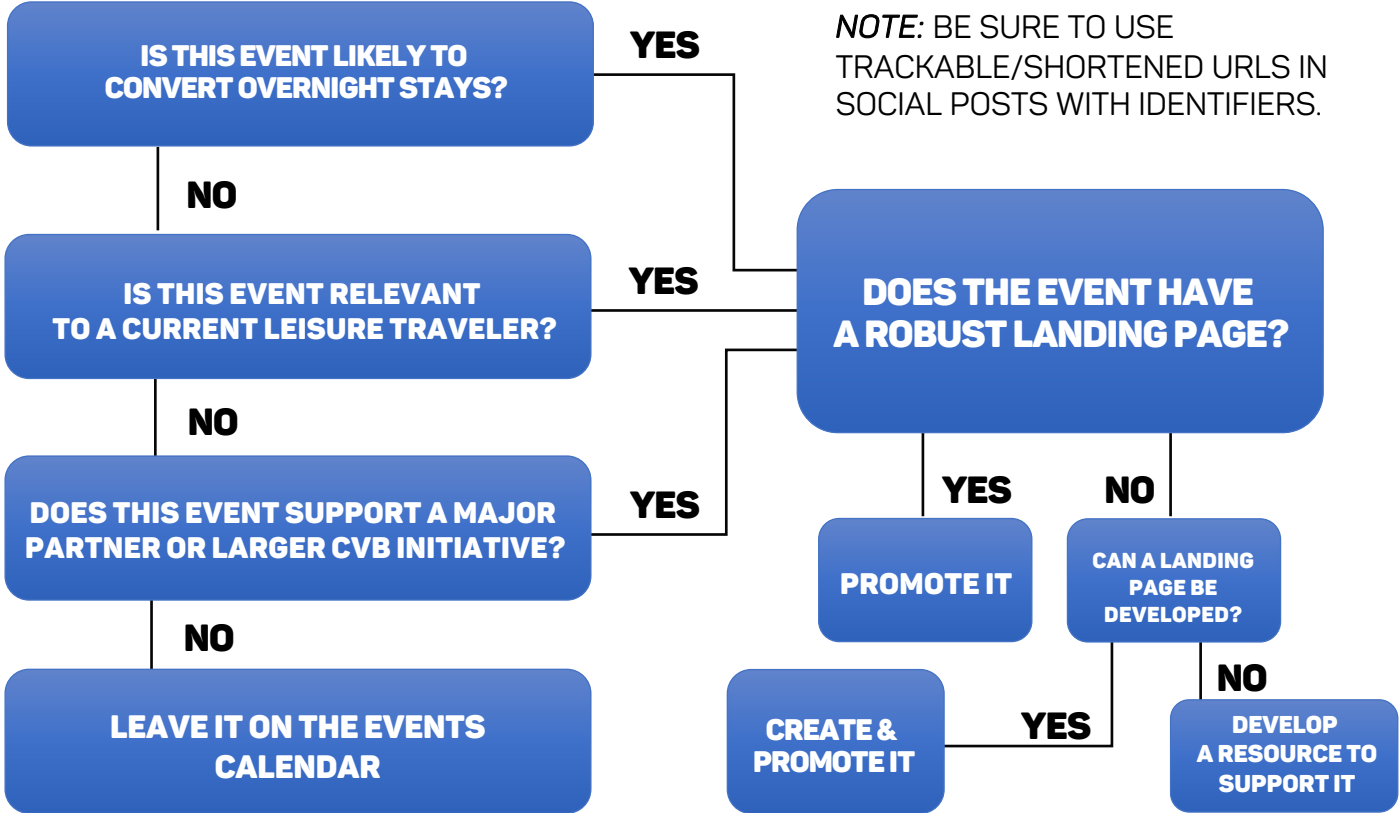 IS THIS EVENT LIKELY TO
CONVERT OVERNIGHT STAYS?
YES
NOTE: BE SURE TO USE
TRACKABLE/SHORTENED URLS IN
SOCIAL POSTS WITH IDENTIFIERS.
NO
IS THIS EVENT RELEVANT
TO A CURRENT LEISURE TRAVELER?
YES
DOES THE EVENT HAVE
A ROBUST LANDING PAGE?
NO
DOES THIS EVENT SUPPORT A MAJOR
PARTNER OR LARGER CVB INITIATIVE?
YES
YES
NO
PROMOTE IT
CAN A LANDING
PAGE BE
DEVELOPED?
NO
LEAVE IT ON THE EVENTS
CALENDAR
CREATE &
PROMOTE IT
YES
NO
DEVELOP
A RESOURCE TO
SUPPORT IT